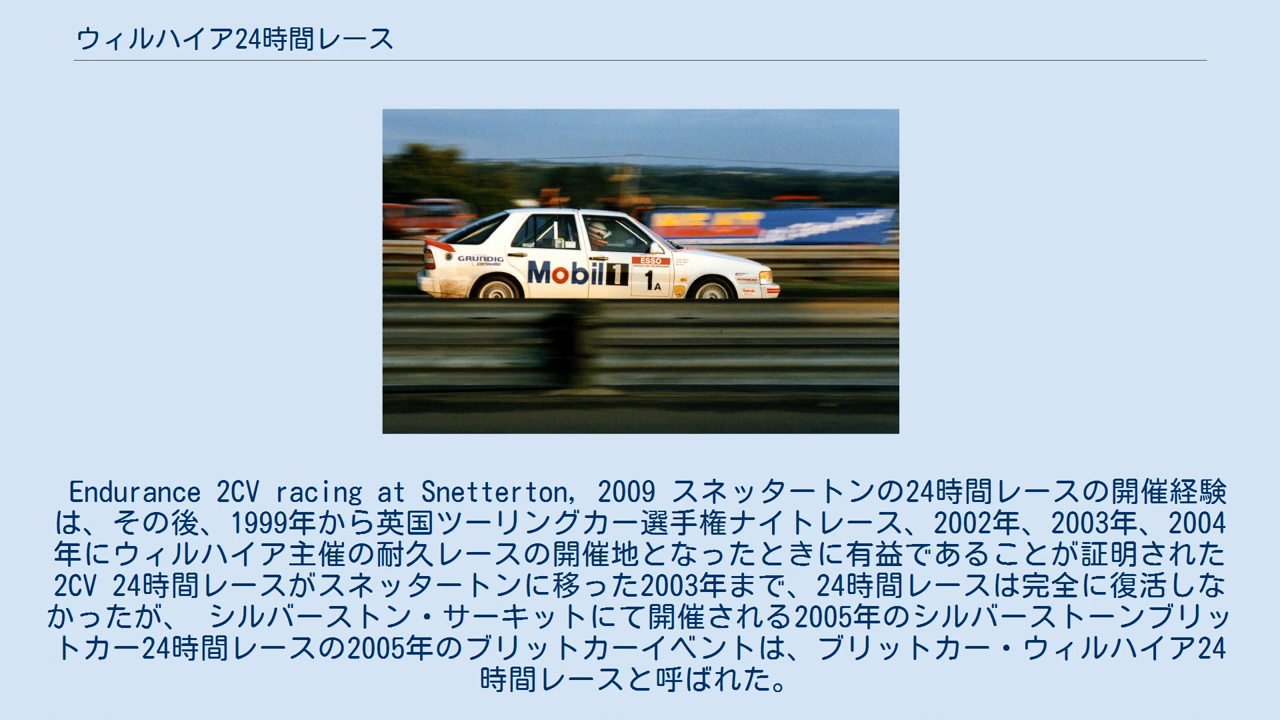 ウィルハイア24時間レース
GRUNDIG
Mobil 1
ESSO
1A
Endurance 2CV racing at Snetterton, 2009 スネッタートンの24時間レースの開催経験
は、その後、1999年から英国ツーリングカー選手権ナイトレース、2002年、2003年、2004
年にウィルハイア主催の耐久レースの開催地となったときに有益であることが証明された
2CV 24時間レースがスネッタートンに移った2003年まで、24時間レースは完全に復活しな
かったが、 シルバーストン・サーキットにて開催される2005年のシルバーストーンブリッ
トカー24時間レースの2005年のブリットカーイベントは、ブリットカー・ウィルハイア24
時間レースと呼ばれた。